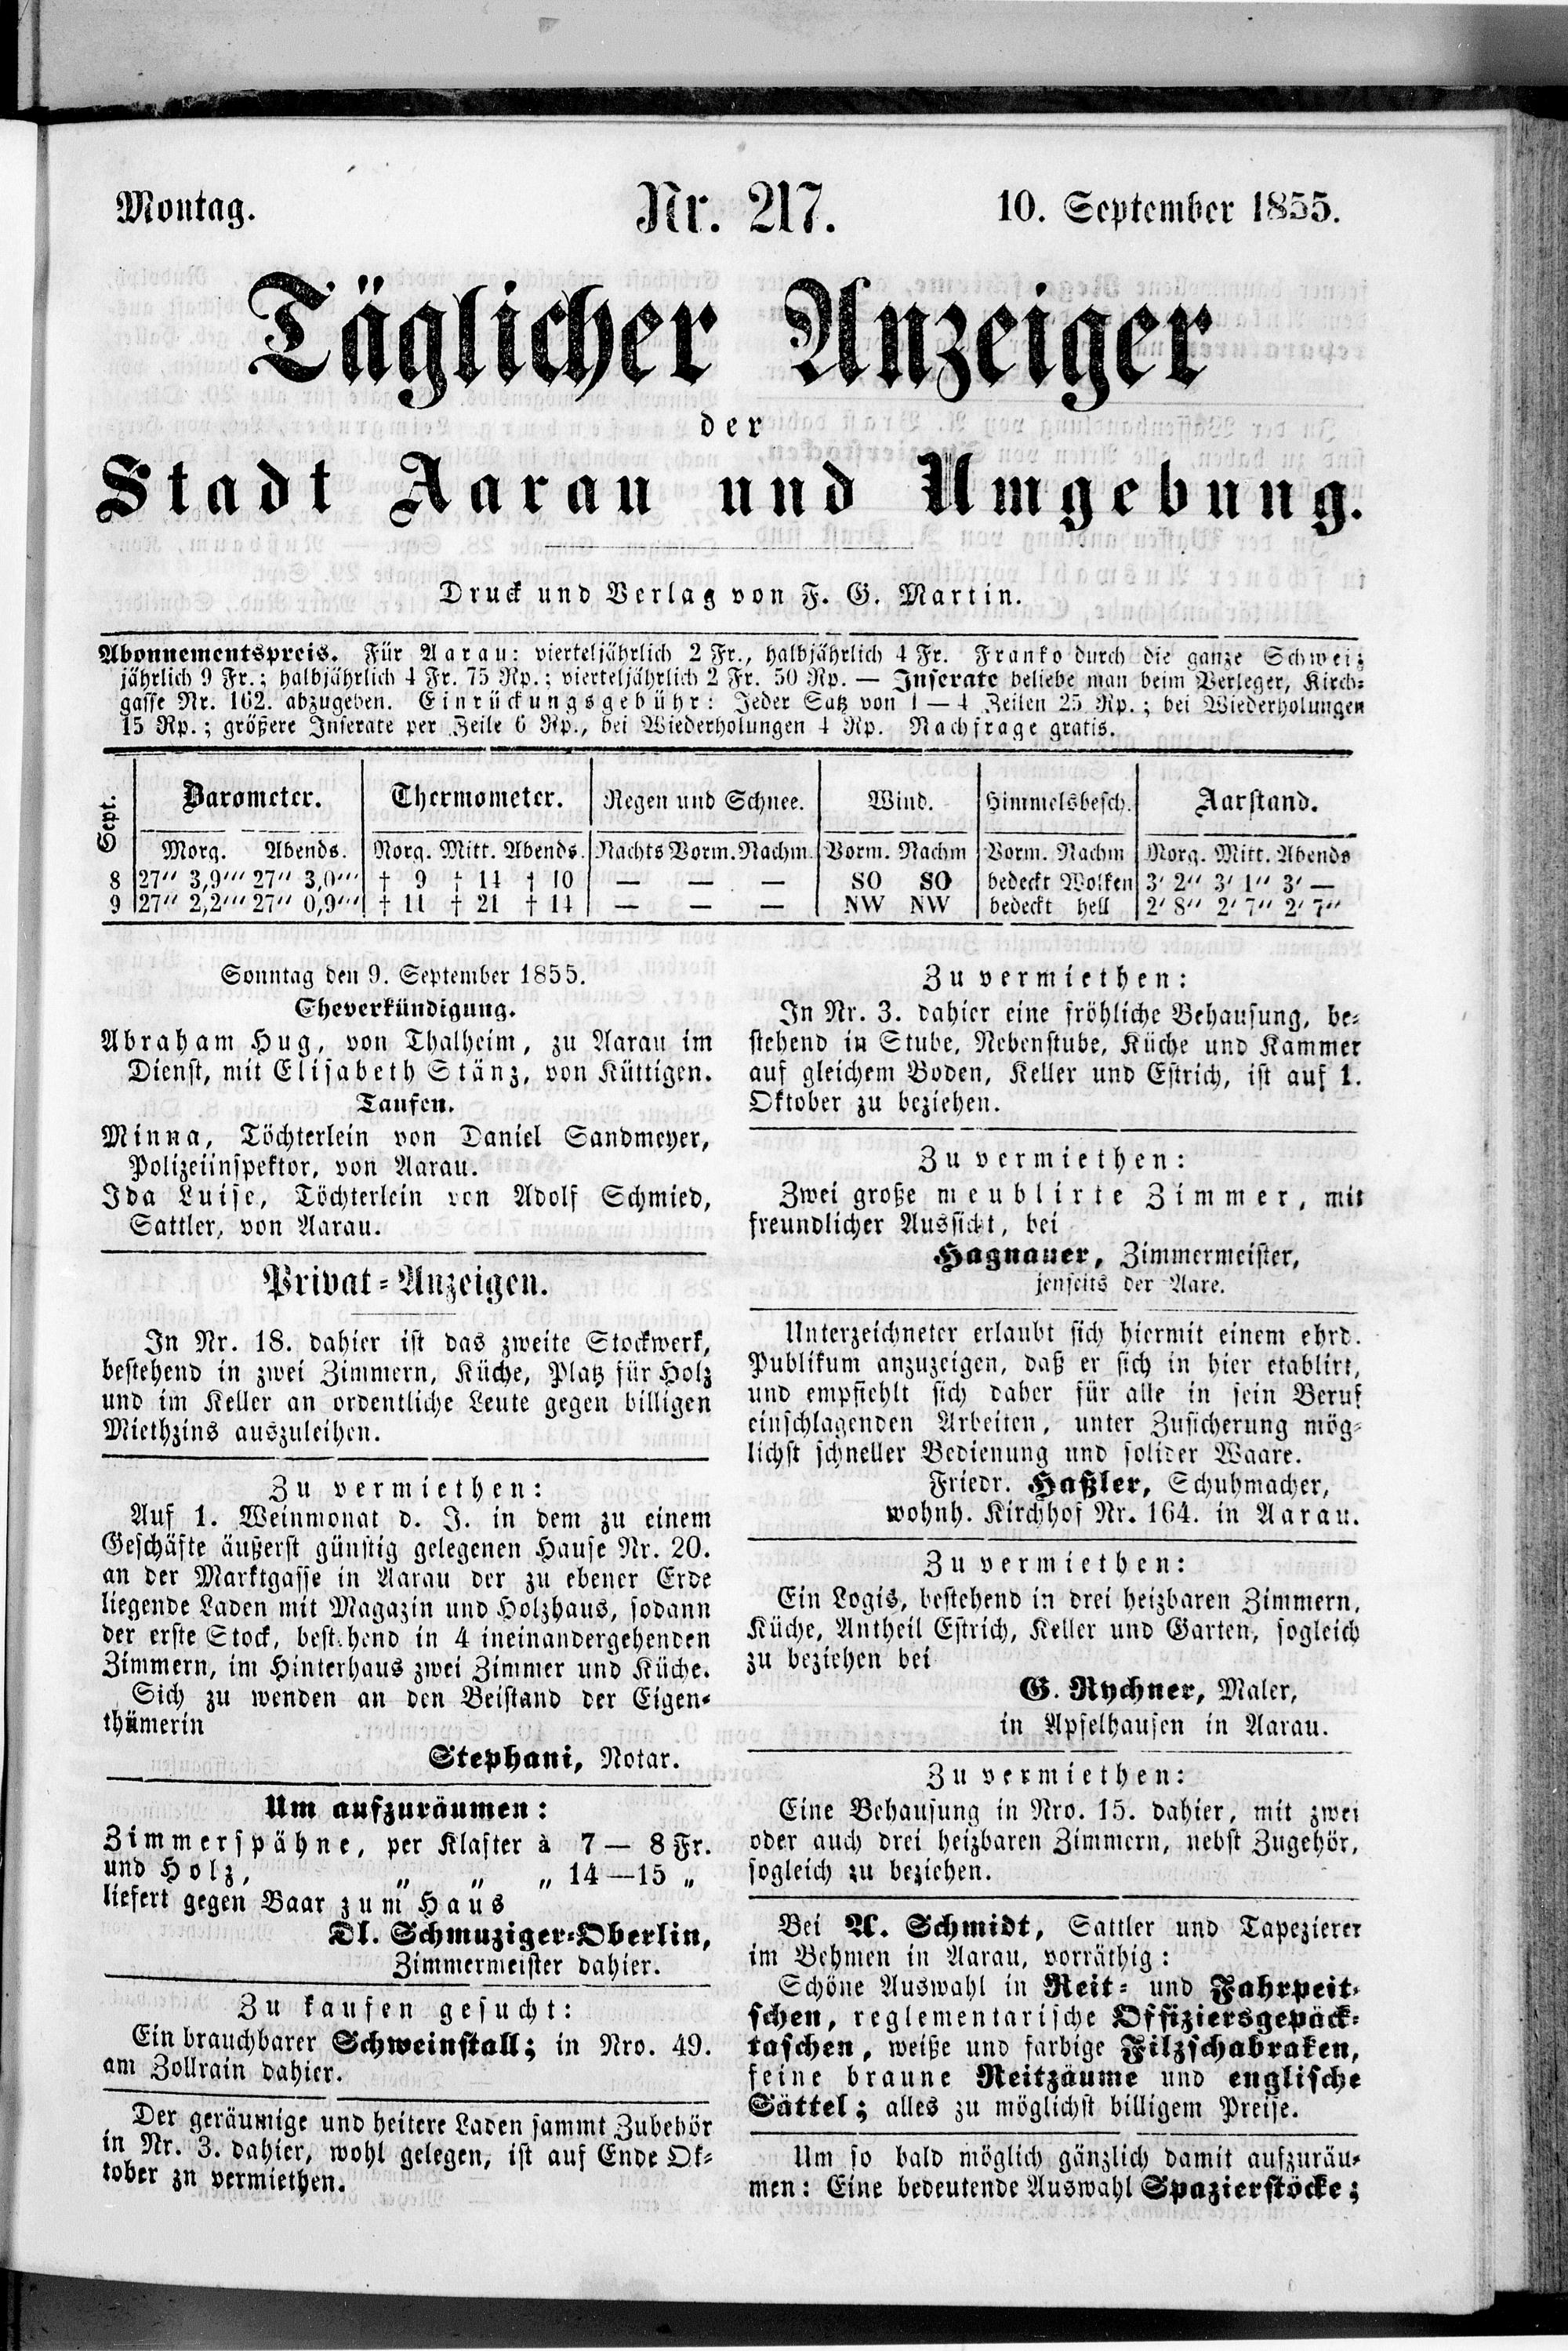 Montag. Nr. 217. 10. September 1855.
Täglicher Anzeiger
der
Stadt Aarau und Umgebung.
Druck und Verlag von F. G. Martin.
Abonnementspreis. Für Aarau: vierteljährlich 2 Fr., halbjährlich 4 Fr. Franko durch die ganze Schweiz
jährlich 9 Fr.; halbjährlich 4 Fr. 75 Rp.; vierteljährlich 2 Fr. 50 Rp. — Inserate beliebe man beim Verleger, Kirch-
gasse Nr. 162. abzugeben. Einrückungsgebühr: Jeder Satz von 1 — 4 Zeilen 25 Rp.; bei Wiederholungen
15 Rp.; größere Inserate per Zeile 6 Rp., bei Wiederholungen 4 Rp. Nachfrage gratis.
Sept. Barometer. Thermometer. Regen und Schnee. Wind. Himmelsbesch. Aarstand.
Morg. Abends. Morg. Mitt. Abends. Nachts Vorm. Nachm. Vorm. Nachm Vorm. Nachm Morg. Mitt. Abends
8 27'' 3,9''' 27'' 3,0''' † 9 † 14 † 10 — — — SO SO bedeckt Wolken 3' 2'' 3' 1'' 3' —
9 27'' 2,2''' 27'' 0,9''' † 11 † 21 † 14 — — — NW NW bedeckt hell 2' 8'' 2' 7'' 2' 7''
Sonntag den 9. September 1855.
Eheverkündigung.
Abraham Hug, von Thalheim, zu Aarau im
Dienst, mit Elisabeth Stänz, von Küttigen.
Taufen.
Minna, Töchterlein von Daniel Sandmeyer,
Polizeiinspektor, von Aarau.
Ida Luise, Töchterlein von Adolf Schmied,
Sattler, von Aarau.
Privat-Anzeigen.
In Nr. 18. dahier ist das zweite Stockwerk,
bestehend in zwei Zimmern, Küche, Platz für Holz
und im Keller an ordentliche Leute gegen billigen
Miethzins auszuleihen.
Zu vermiethen:
Auf 1. Weinmonat d. J. in dem zu einem
Geschäfte äußerst günstig gelegenen Hause Nr. 20.
an der Marktgasse in Aarau der zu ebener Erde
liegende Laden mit Magazin und Holzhaus, sodann
der erste Stock, bestehend in 4 ineinandergehenden
Zimmern, im Hinterhaus zwei Zimmer und Küche.
Sich zu wenden an den Beistand der Eigen-
thümerin
Stephani, Notar.
Um aufzuräumen:
Zimmerspähne, per Klafter à 7 — 8 Fr.
und Holz, „ „ „ 14 — 15 „
liefert gegen Baar zum Haus
Dl. Schmuziger-Oberlin,
Zimmermeister dahier.
Zu kaufen gesucht:
Ein brauchbarer Schweinstall; in Nro. 49.
am Zollrain dahier.
Der geräumige und heitere Laden sammt Zubehör
in Nr. 3. dahier, wohl gelegen, ist auf Ende Ok-
tober zu vermiethen.
Zu vermiethen:
In Nr. 3. dahier eine fröhliche Behausung, be-
stehend in Stube, Nebenstube, Küche und Kammer
auf gleichem Boden, Keller und Estrich, ist auf 1.
Oktober zu beziehen.
Zu vermiethen:
Zwei große meublirte Zimmer, mit
freundlicher Aussicht, bei
Hagnauer, Zimmermeister,
jenseits der Aare.
Unterzeichneter erlaubt sich hiermit einem ehrd.
Publikum anzuzeigen, daß er sich in hier etablirt,
und empfiehlt sich daher für alle in sein Beruf
einschlagenden Arbeiten, unter Zusicherung mög-
lichst schneller Bedienung und solider Waare.
Friedr. Haßler, Schuhmacher,
wohnh. Kirchhof Nr. 164. in Aarau.
Zu vermiethen:
Ein Logis, bestehend in drei heizbaren Zimmern,
Küche, Antheil Estrich, Keller und Garten, sogleich
zu beziehen bei
G. Rychner, Maler,
in Apfelhausen in Aarau.
Zu vermiethen:
Eine Behausung in Nro. 15. dahier, mit zwei
oder auch drei heizbaren Zimmern, nebst Zugehör,
sogleich zu beziehen.
Bei A. Schmidt, Sattler und Tapezierer
im Behmen in Aarau, vorräthig:
Schöne Auswahl in Reit- und Fahrpeit-
schen, reglementarische Offiziersgepäck-
taschen, weiße und farbige Filzschabraken,
feine braune Reitzäume und englische
Sättel; alles zu möglichst billigem Preise.
Um so bald möglich gänzlich damit aufzuräu-
men: Eine bedeutende Auswahl Spazierstöcke;